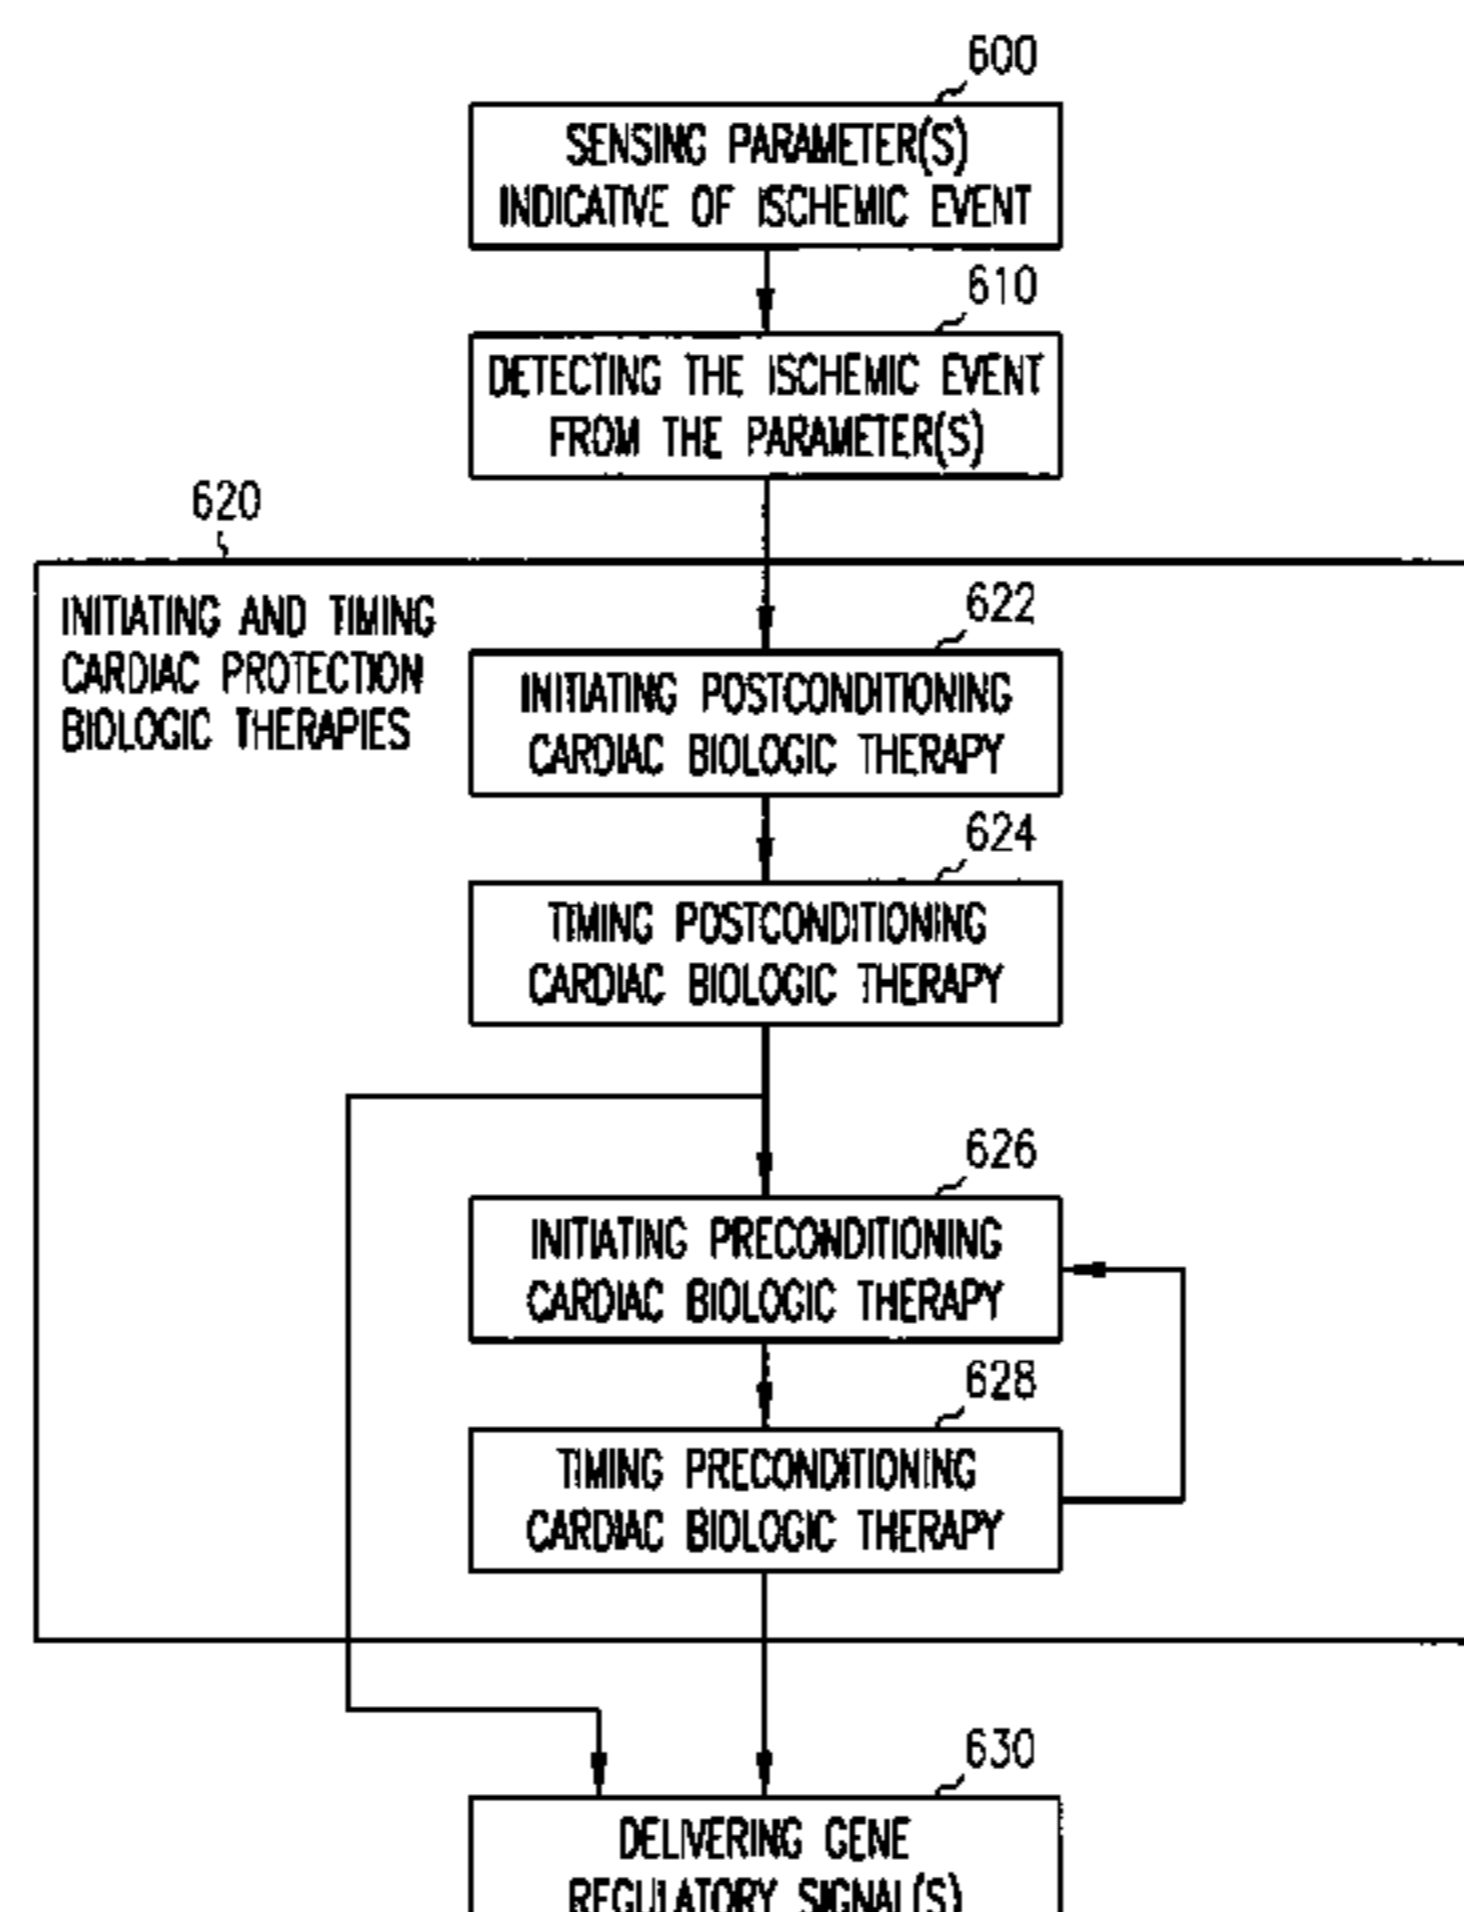 600
SENSING PARAMETER(S)
INDICATIVE OF ISCHEMIC EVENT
610
DETECTING THE ISCHEMIC EVENT
FROM THE PARAMETER(S)
620
INITIATING AND TIMING
CARDIAC PROTECTION
BIOLOGIC THERAPIES
622
INITIATING POSTCONDITIONING
CARDIAC BIOLOGIC THERAPY
624
TIMING POSTCONDITIONING
CARDIAC BIOLOGIC THERAPY
626
INITIATING PRECONDITIONING
CARDIAC BIOLOGIC THERAPY
628
TIMING PRECONDITIONING
CARDIAC BIOLOGIC THERAPY
630
DELIVERING GENE
REGULATORY SIGNAL(S)